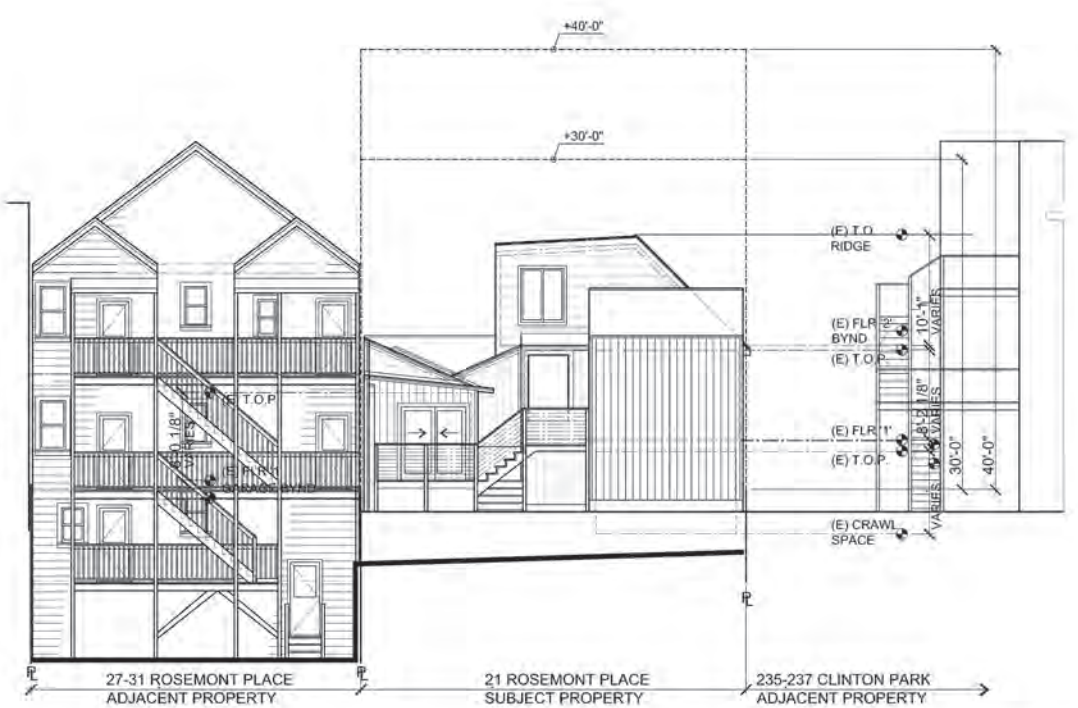 +40'-0"
+30'-0"
(E) T.O.
RIDGE
10'-1"
VARIES
(E) FLR '2'
BYND
(E) T.O.P.
(E) T.O.P
VARIES
8'-2 1/8"
VARIES
(E) FLR '1'
(E) T.O.P.
30'-0"
40'-0"
(E) FLR '1'
GARAGE BYND
VARIES
(E) CRAWL
SPACE
27-31 ROSEMONT PLACE
ADJACENT PROPERTY
21 ROSEMONT PLACE
SUBJECT PROPERTY
235-237 CLINTON PARK
ADJACENT PROPERTY